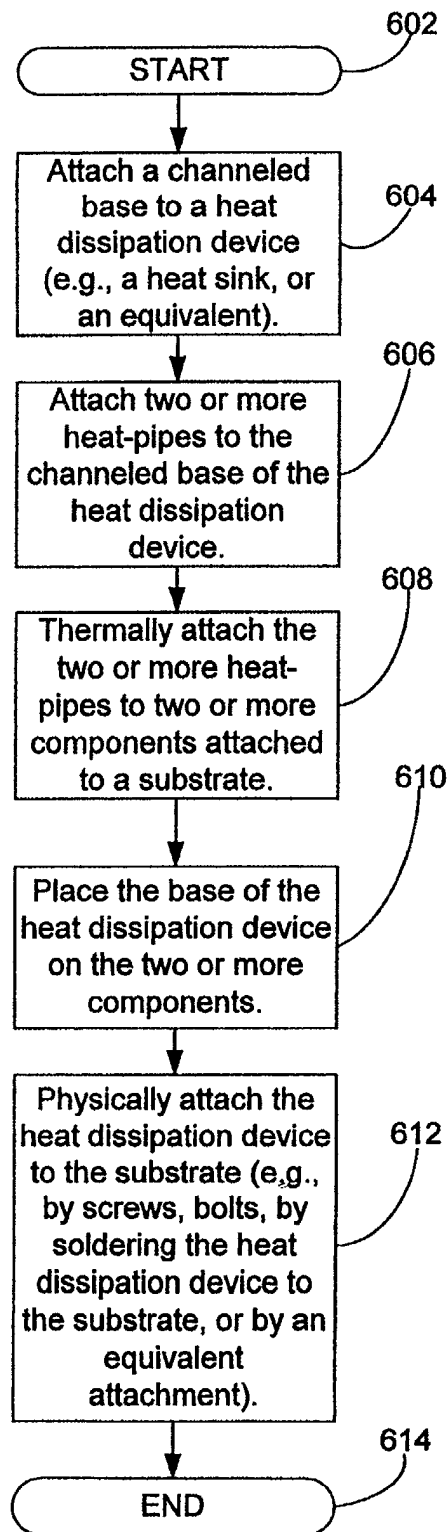 602
START
Attach a channeled
base to a heat
dissipation device
(e.g., a heat sink, or
an equivalent).
604
Attach two or more
heat-pipes to the
channeled base of the
heat dissipation
device.
606
Thermally attach the
two or more heat-
pipes to two or more
components attached
to a substrate.
608
Place the base of the
heat dissipation device
on the two or more
components.
610
Physically attach the
heat dissipation device
to the substrate (e.g.,
by screws, bolts, by
soldering the heat
dissipation device to
the substrate, or by an
equivalent
attachment).
612
614
END